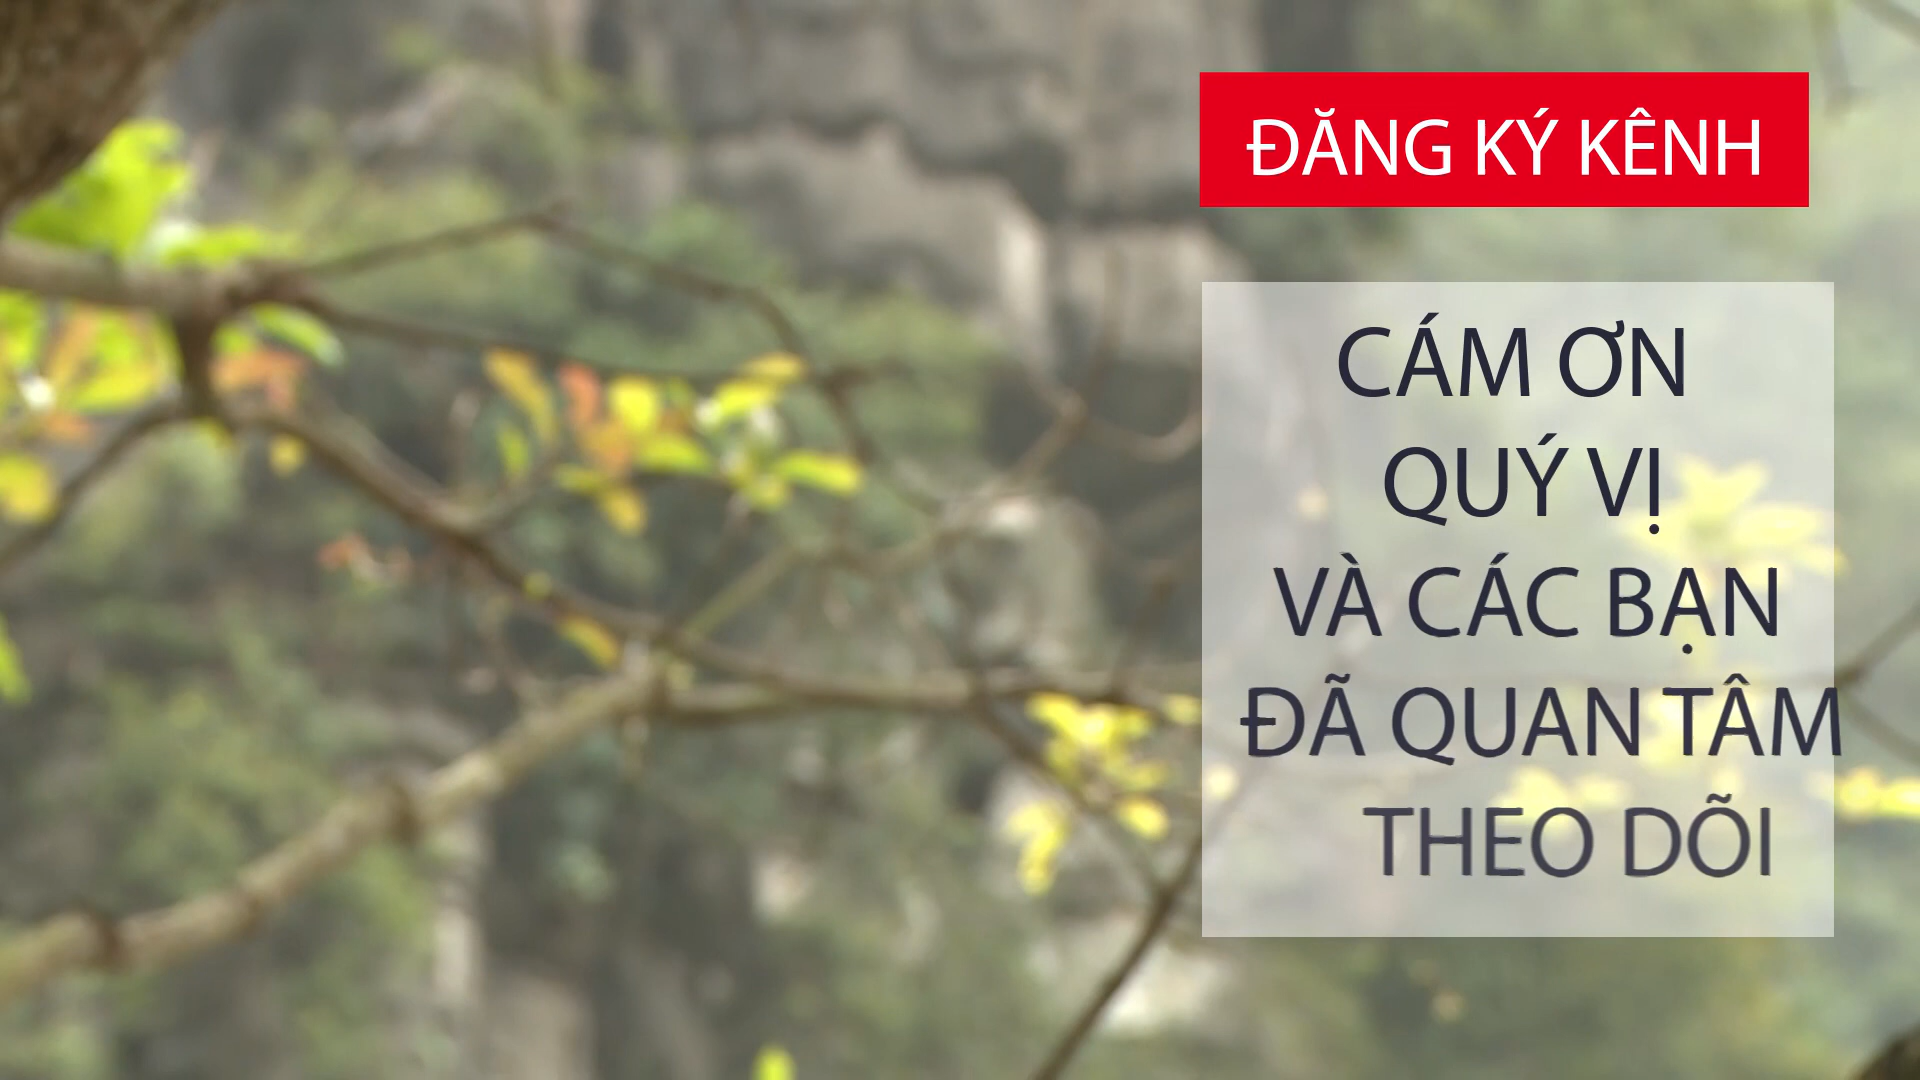 ĐĂNG KÝ KÊNH
CÁM ƠN
QUÝ VỊ
VÀ CÁC BẠN
ĐÃ QUAN TÂM
THEO DÕI